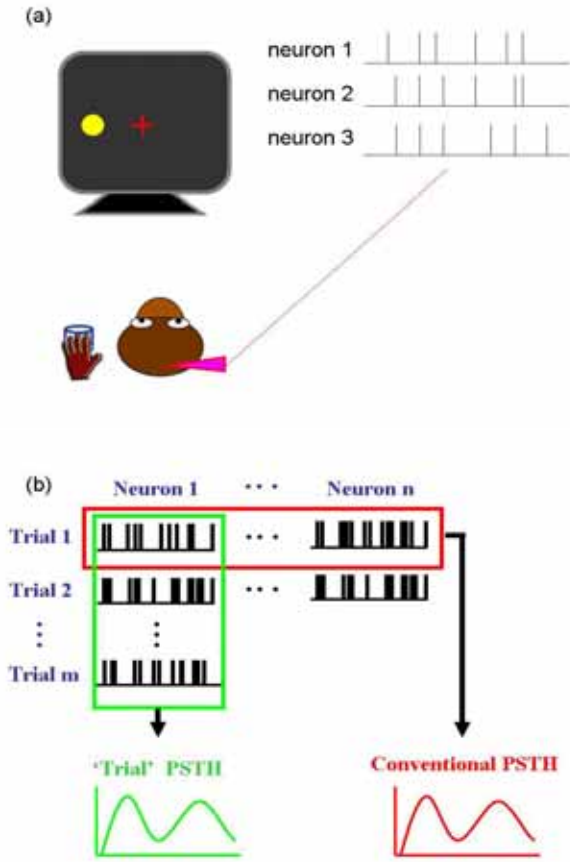 (a)
neuron 1
neuron 2
neuron 3
(b)
Neuron 1 ... Neuron n
Trial 1 ...
Trial 2 ...
Trial m
'Trial' PSTH
Conventional PSTH